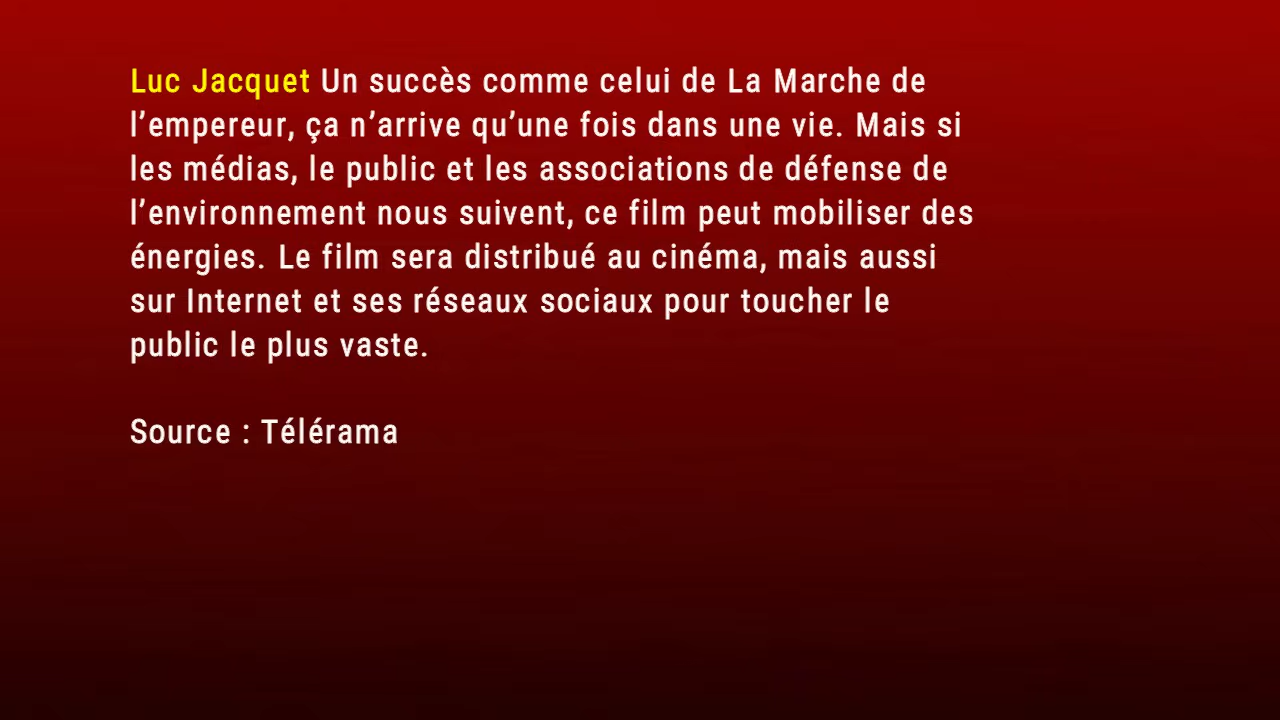 Luc Jacquet Un succès comme celui de La Marche de
l’empereur, ça n’arrive qu’une fois dans une vie. Mais si
les médias, le public et les associations de défense de
l’environnement nous suivent, ce film peut mobiliser des
énergies. Le film sera distribué au cinéma, mais aussi
sur Internet et ses réseaux sociaux pour toucher le
public le plus vaste.
Source : Télérama